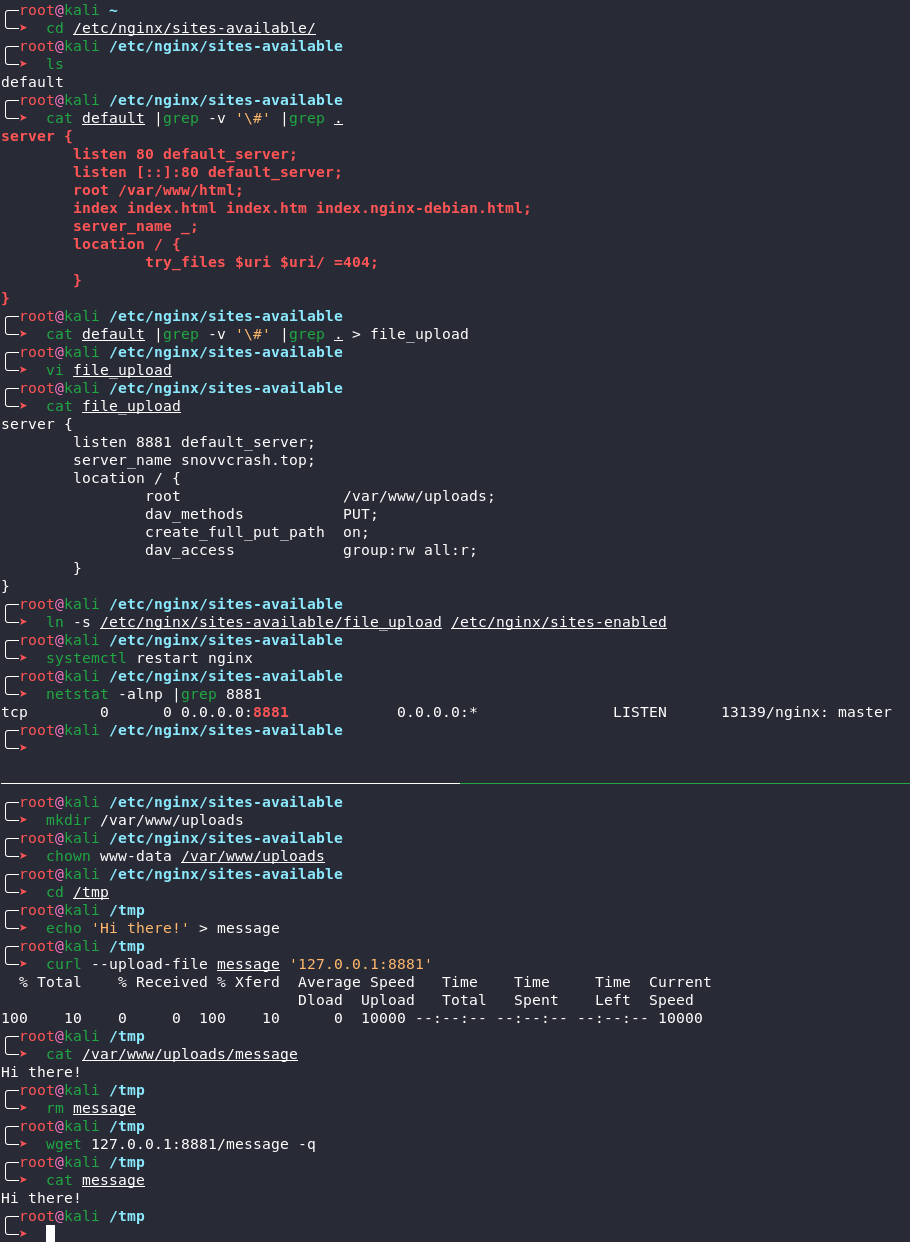 root@kali ~
➤ cd /etc/nginx/sites-available/
root@kali /etc/nginx/sites-available
➤ ls
default
root@kali /etc/nginx/sites-available
➤ cat default |grep -v '\#' |grep .
server {
        listen 80 default_server;
        listen [::]:80 default_server;
        root /var/www/html;
        index index.html index.htm index.nginx-debian.html;
        server_name _;
        location / {
                try_files $uri $uri/ =404;
        }
}
root@kali /etc/nginx/sites-available
➤ cat default |grep -v '\#' |grep . > file_upload
root@kali /etc/nginx/sites-available
➤ vi file_upload
root@kali /etc/nginx/sites-available
➤ cat file_upload
server {
        listen 8881 default_server;
        server_name snovvcrash.top;
        location / {
                root                  /var/www/uploads;
                dav_methods           PUT;
                create_full_put_path  on;
                dav_access            group:rw all:r;
        }
}
root@kali /etc/nginx/sites-available
➤ ln -s /etc/nginx/sites-available/file_upload /etc/nginx/sites-enabled
root@kali /etc/nginx/sites-available
➤ systemctl restart nginx
root@kali /etc/nginx/sites-available
➤ netstat -alnp |grep 8881
tcp        0      0 0.0.0.0:8881            0.0.0.0:*               LISTEN      13139/nginx: master
root@kali /etc/nginx/sites-available
➤
root@kali /etc/nginx/sites-available
➤ mkdir /var/www/uploads
root@kali /etc/nginx/sites-available
➤ chown www-data /var/www/uploads
root@kali /etc/nginx/sites-available
➤ cd /tmp
root@kali /tmp
➤ echo 'Hi there!' > message
root@kali /tmp
➤ curl --upload-file message '127.0.0.1:8881'
  % Total    % Received % Xferd  Average Speed   Time    Time     Time  Current
                                 Dload  Upload   Total   Spent    Left  Speed
100    10    0     0  100    10      0  10000 --:--:-- --:--:-- --:--:-- 10000
root@kali /tmp
➤ cat /var/www/uploads/message
Hi there!
root@kali /tmp
➤ rm message
root@kali /tmp
➤ wget 127.0.0.1:8881/message -q
root@kali /tmp
➤ cat message
Hi there!
root@kali /tmp
➤